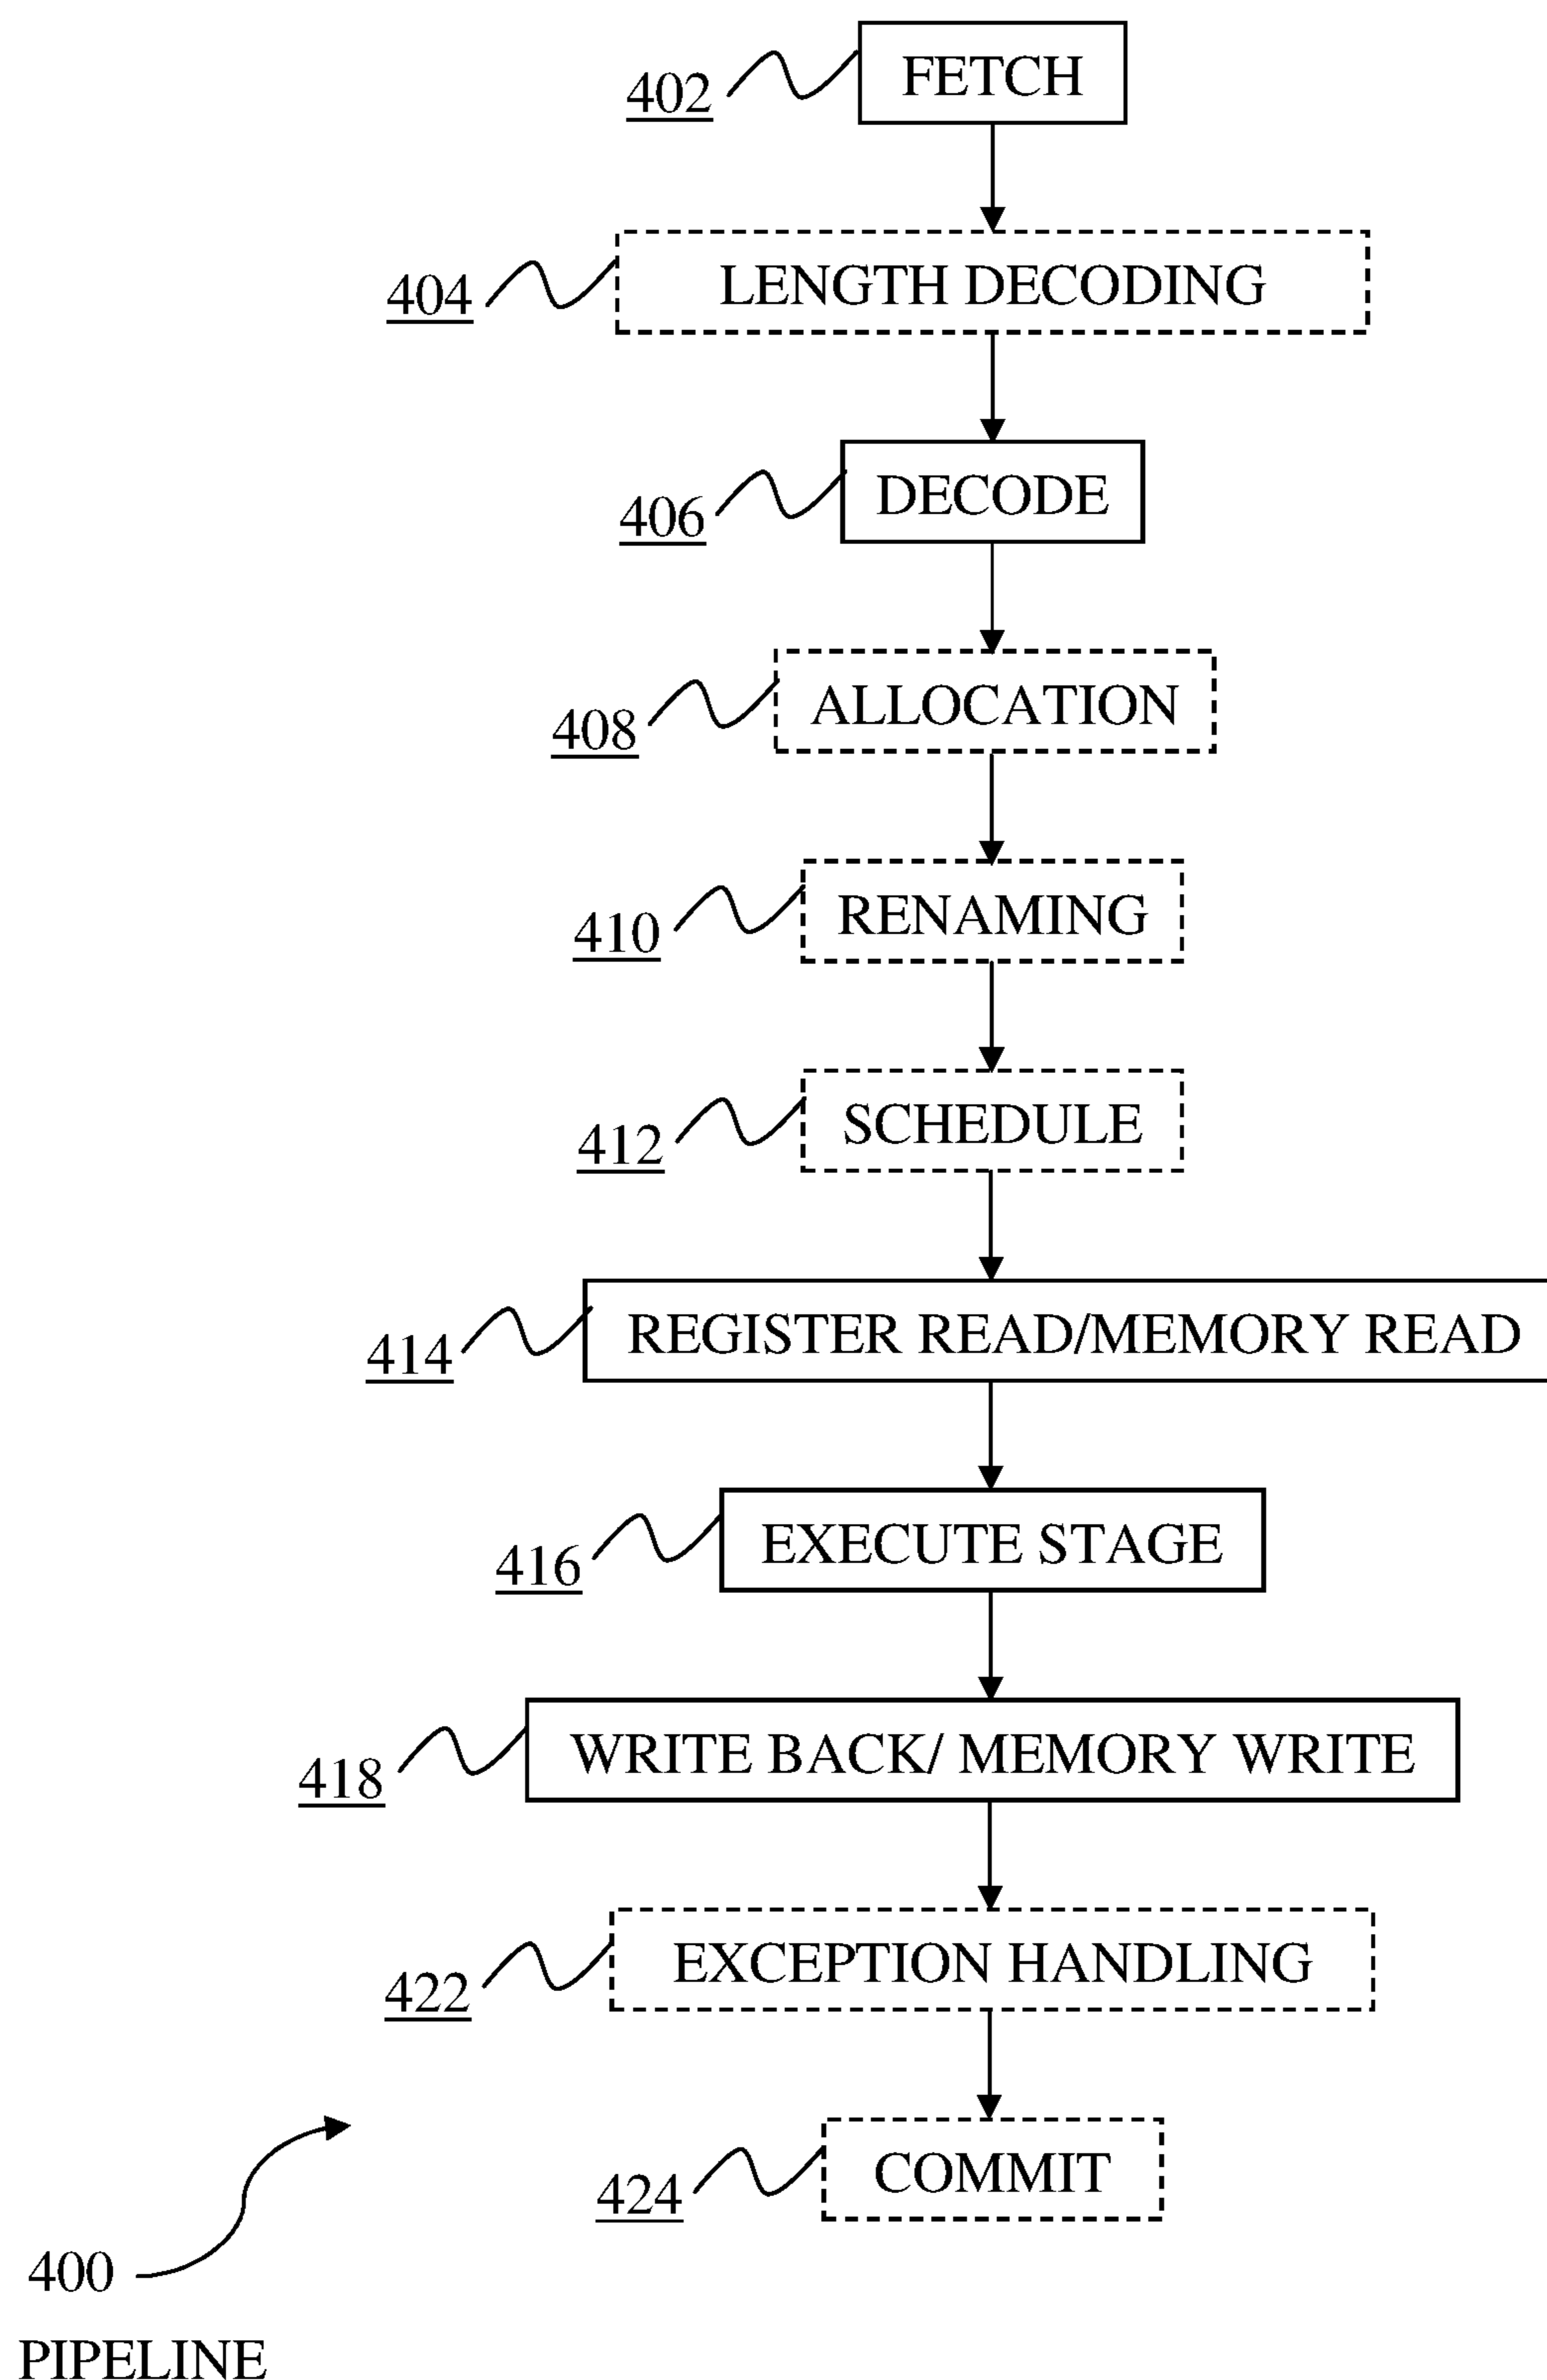 FETCH
402
LENGTH DECODING
404
DECODE
406
ALLOCATION
408
RENAMING
410
SCHEDULE
412
REGISTER READ/MEMORY READ
414
EXECUTE STAGE
416
WRITE BACK/ MEMORY WRITE
418
EXCEPTION HANDLING
422
COMMIT
424
400
PIPELINE